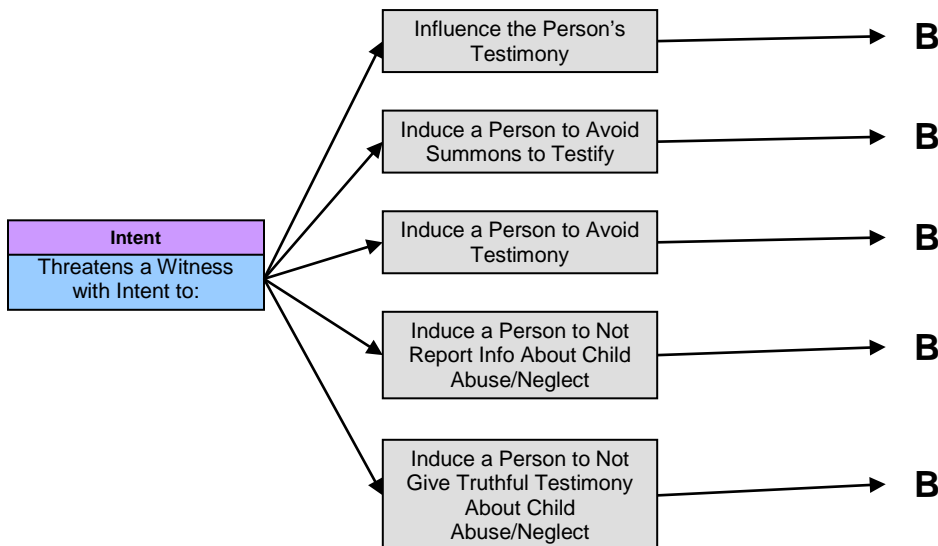 Influence the Person's
Testimony
B
Induce a Person to Avoid
Summons to Testify
B
Intent
Threatens a Witness
with Intent to:
Induce a Person to Avoid
Testimony
B
Induce a Person to Not
Report Info About Child
Abuse/Neglect
B
Induce a Person to Not
Give Truthful Testimony
About Child
Abuse/Neglect
B